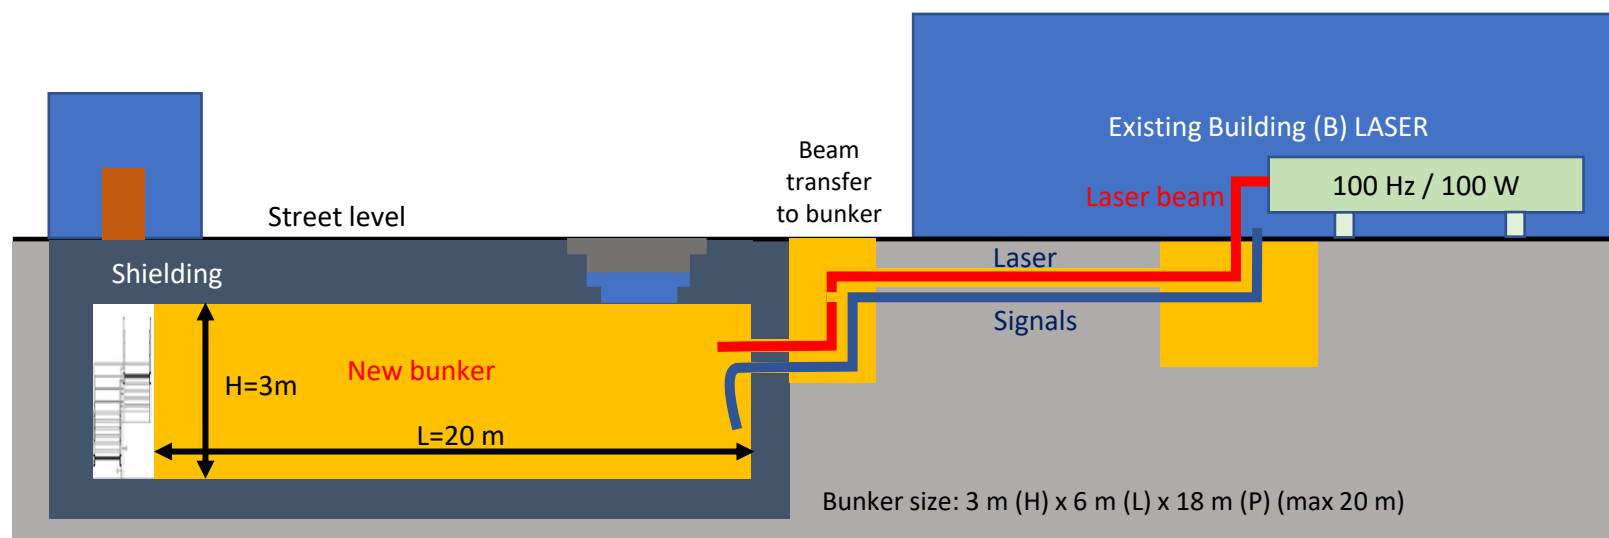 Existing Building (B) LASER
Beam
transfer
to bunker
100 Hz / 100 W
Laser beam
Street level
Shielding
Laser
Signals
New bunker
H=3m
L=20 m
Bunker size: 3 m (H) x 6 m (L) x 18 m (P) (max 20 m)